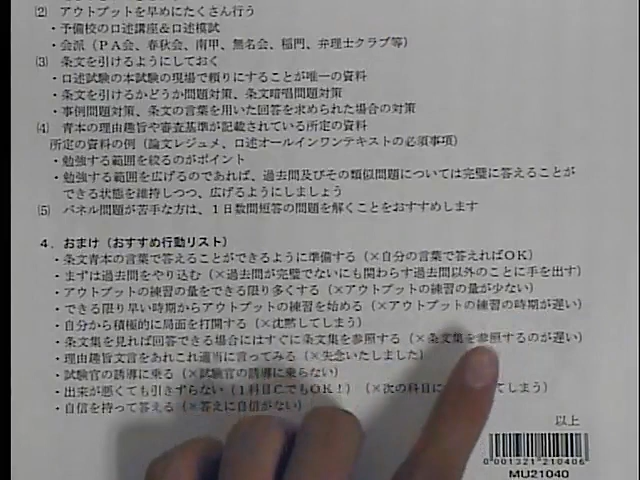 (2) アウトプットを早めにたくさん行う
・予備校の口述講座＆口述模試
・会派（PA会、春秋会、南甲、無名会、稲門、弁理士クラブ等）
(3) 条文を引けるようにしておく
・口述試験の本試験の現場で頼りにすることが唯一の資料
・条文を引けるかどうか問題対策、条文暗唱問題対策
・事例問題対策、条文の言葉を用いた回答を求められた場合の対策
(4) 青本の理由趣旨や審査基準が記載されている所定の資料
所定の資料の例（論文レジュメ、口述オールインワンテキストの必須事項）
・勉強する範囲を絞るのがポイント
・勉強する範囲を広げるのであれば、過去問及びその類似問題については完璧に答えることが
できる状態を維持しつつ、広げるようにしましょう
(5) パネル問題が苦手な方は、１日数問短答の問題を解くことをおすすめします
４．おまけ（おすすめ行動リスト）
・条文青本の言葉で答えることができるように準備する（×自分の言葉で答えればOK）
・まずは過去問をやり込む（×過去問が完璧でないにも関わらず過去問以外のことに手を出す）
・アウトプットの練習の量をできる限り多くする（×アウトプットの練習の量が少ない）
・できる限り早い時期からアウトプットの練習を始める（×アウトプットの練習の時期が遅い）
・自分から積極的に局面を打開する（×沈黙してしまう）
・条文集を見れば回答できる場合にはすぐに条文集を参照する（×条文集を参照するのが遅い）
・理由趣旨文言をあれこれ適当に言ってみる（×失念いたしました）
・試験官の誘導に乗る（×試験官の誘導に乗らない）
・出来が悪くても引きずらない（１科目CでもOK！）（×次の科目に てしまう）
・自信を持って答える（×答えに自信がない）
以上
0001321210406
MU21040